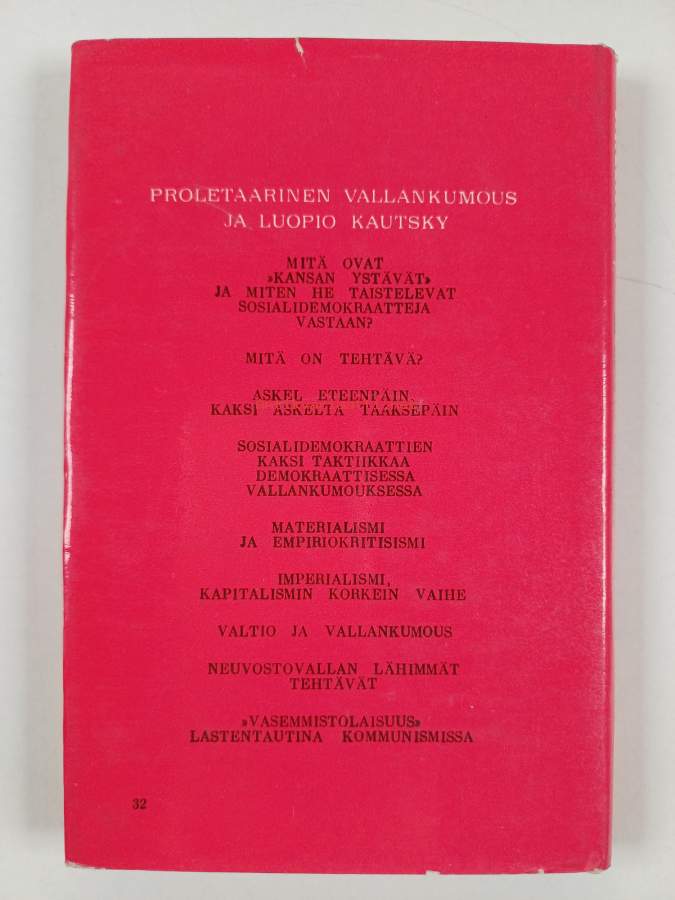 PROLETAARINEN VALLANKUMOUS
JA LUOPIO KAUTSKY
MITÄ OVAT
»KANSAN YSTÄVÄT»
JA MITEN HE TAISTELEVAT
SOSIALIDEMOKRAATTEJA
VASTAAN?
MITÄ ON TEHTÄVÄ?
ASKEL ETEENPÄIN,
KAKSI ASKELTA TAAKSEPÄIN
SOSIALIDEMOKRAATTIEN
KAKSI TAKTIIKKAA
DEMOKRAATTISESSA
VALLANKUMOUKSESSA
MATERIALISMI
JA EMPIRIOKRITISISMI
IMPERIALISMI,
KAPITALISMIN KORKEIN VAIHE
VALTIO JA VALLANKUMOUS
NEUVOSTOVALLAN LÄHIMMÄT
TEHTÄVÄT
»VASEMMISTOLAISUUS»
LASTENTAUTINA KOMMUNISMISSA
32